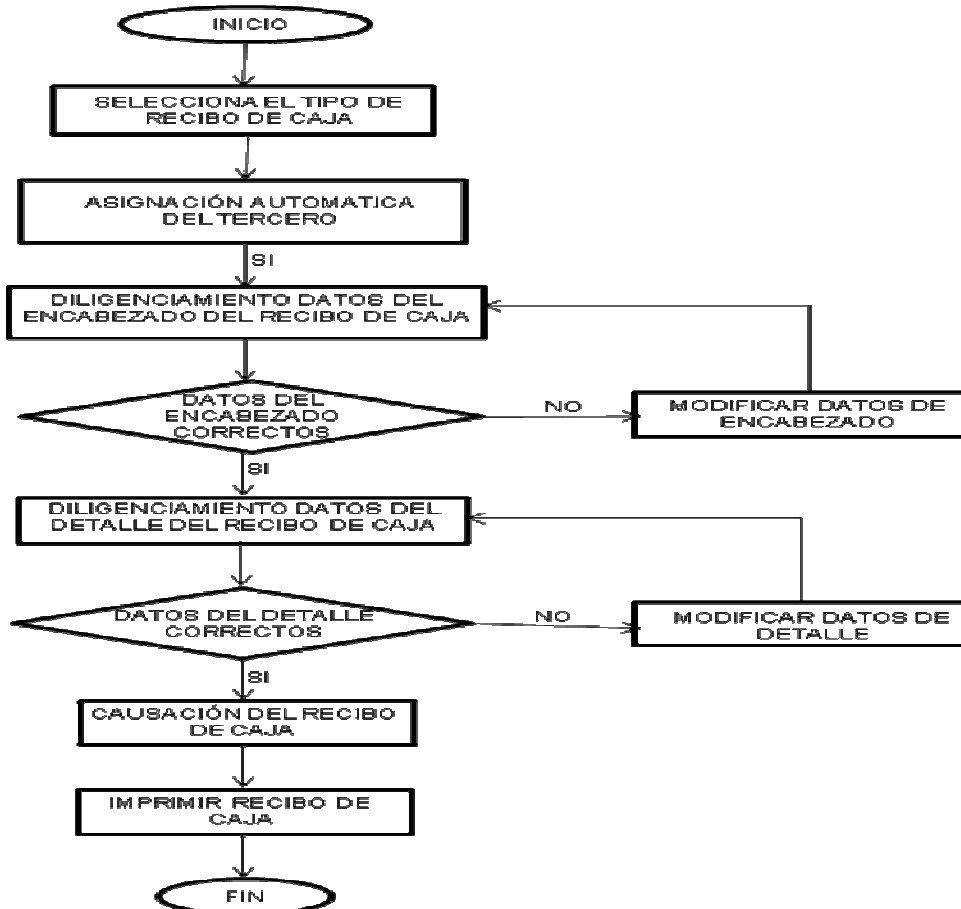 INICIO
SELECCIONA EL TIPO DE
RECIBO DE CAJA
ASIGNACIÓN AUTOMATICA
DEL TERCERO
SI
DILIGENCIAMIENTO DATOS DEL
ENCABEZADO DEL RECIBO DE CAJA
DATOS DEL
ENCABEZADO
CORRECTOS
NO
MODIFICAR DATOS DE
ENCABEZADO
SI
DILIGENCIAMIENTO DATOS DEL
DETALLE DEL RECIBO DE CAJA
DATOS DEL DETALLE
CORRECTOS
NO
MODIFICAR DATOS DE
DETALLE
SI
CAUSACIÓN DEL RECIBO
DE CAJA
IMPRIMIR RECIBO DE
CAJA
FIN